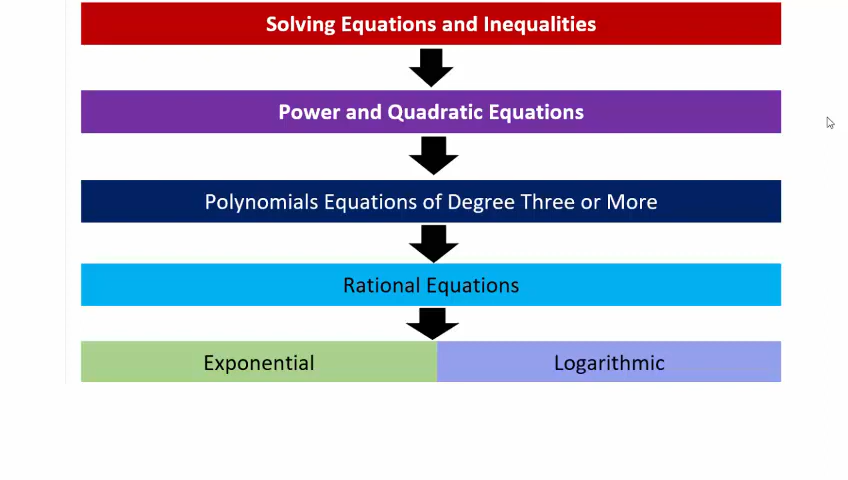 Solving Equations and Inequalities
Power and Quadratic Equations
Polynomials Equations of Degree Three or More
Rational Equations
Exponential
Logarithmic